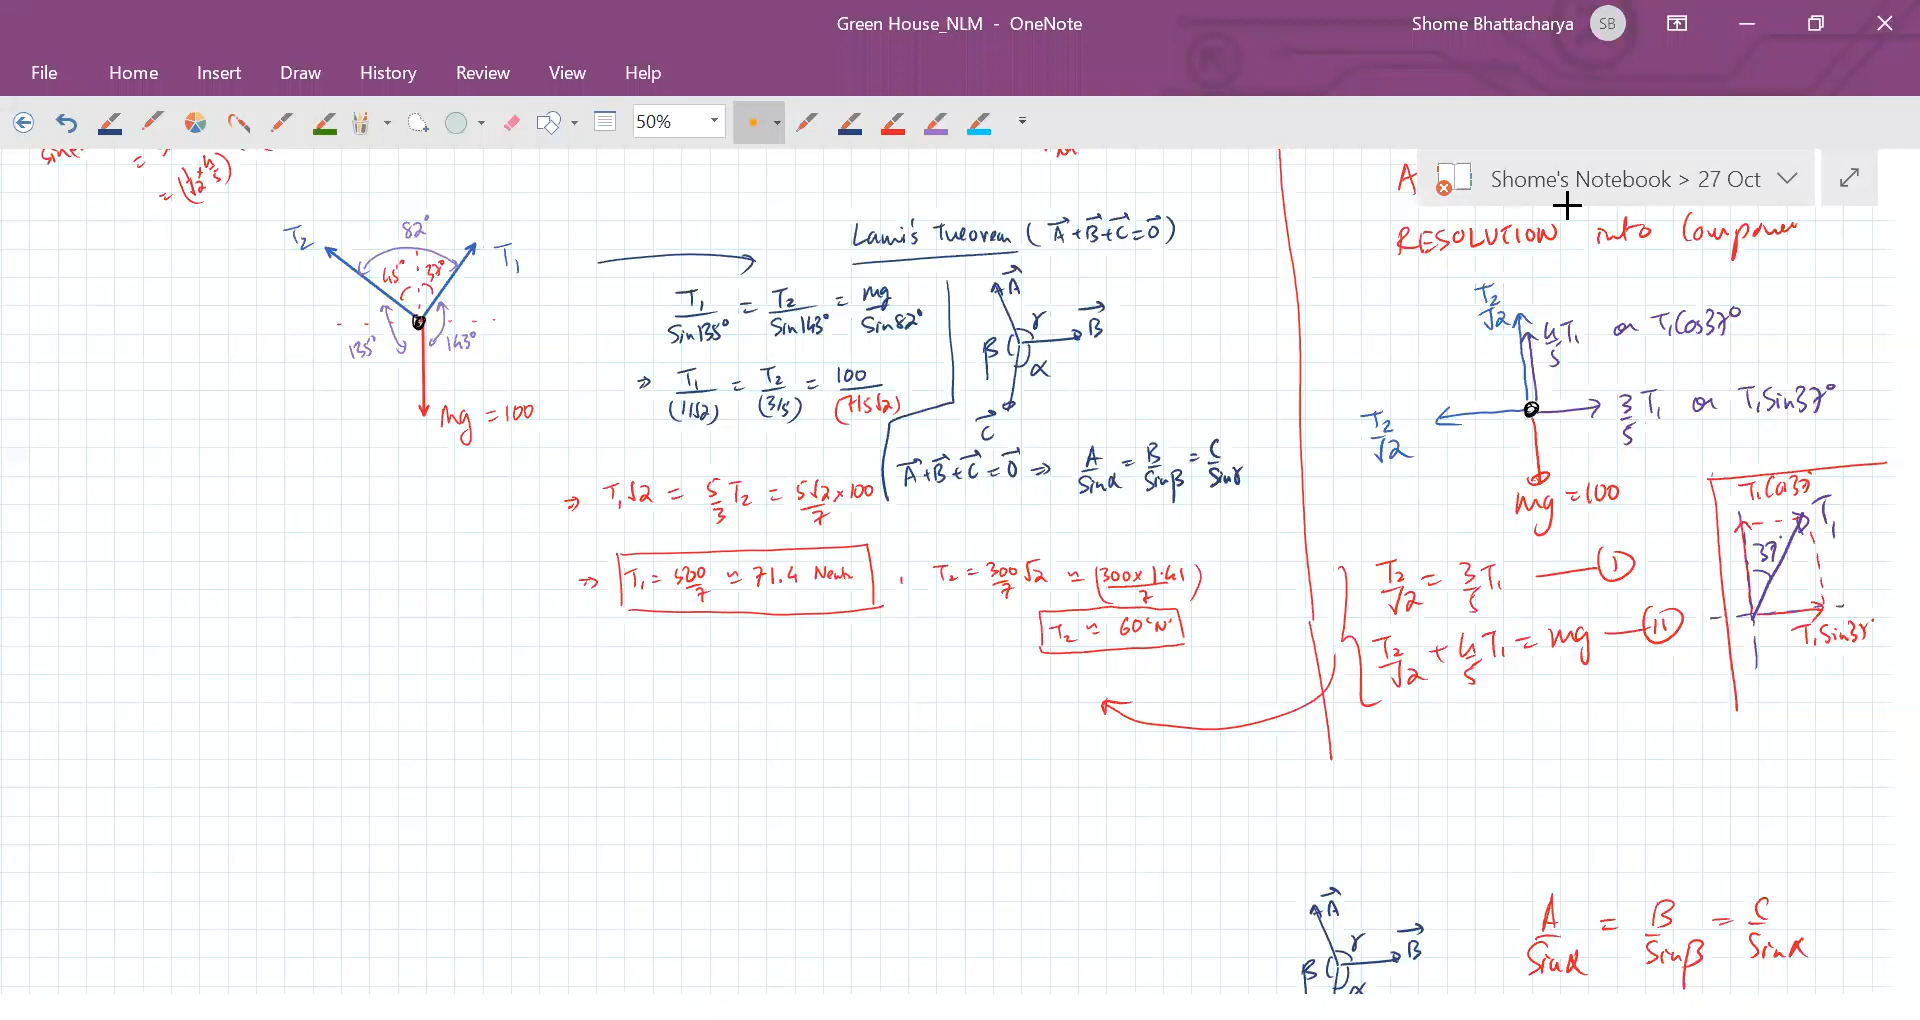 Green House_NLM - OneNote
Shome Bhattacharya SB
File Home Insert Draw History Review View Help
50%
Shome's Notebook > 27 Oct
A
RESOLUTION into Compone
T₂ 82° T₁
45° 37°
135° 143°
mg = 100
Lami's Theorem (A⃗+B⃗+C⃗=0⃗)
T₁/Sin135° = T₂/Sin143° = mg/Sin82°
⇒ T₁/(1/√2) = T₂/(3/5) = 100/(7/5√2)
A⃗
γ B⃗
β α
C⃗
A⃗+B⃗+C⃗=0⃗ ⇒ A/Sinα = B/Sinβ = C/Sinγ
⇒ T₁√2 = 5/3 T₂ = 5√2×100/7
⇒ T₁ = 500/7 ≈ 71.4 Newtn , T₂ = 300/7 √2 ≈ (300×1.41/7)
T₂ ≈ 60 'N'
T₂/√2
4/5 T₁ or T₁Cos37°
T₂/√2
3/5 T₁ or T₁Sin37°
mg = 100
T₂/√2 = 3/5 T₁ — (I)
T₂/√2 + 4/5 T₁ = mg — (II)
T₁Cos37
T₁
37°
T₁Sin37°
A⃗
γ B⃗
β α
A/Sinα = B/Sinβ = C/Sinα